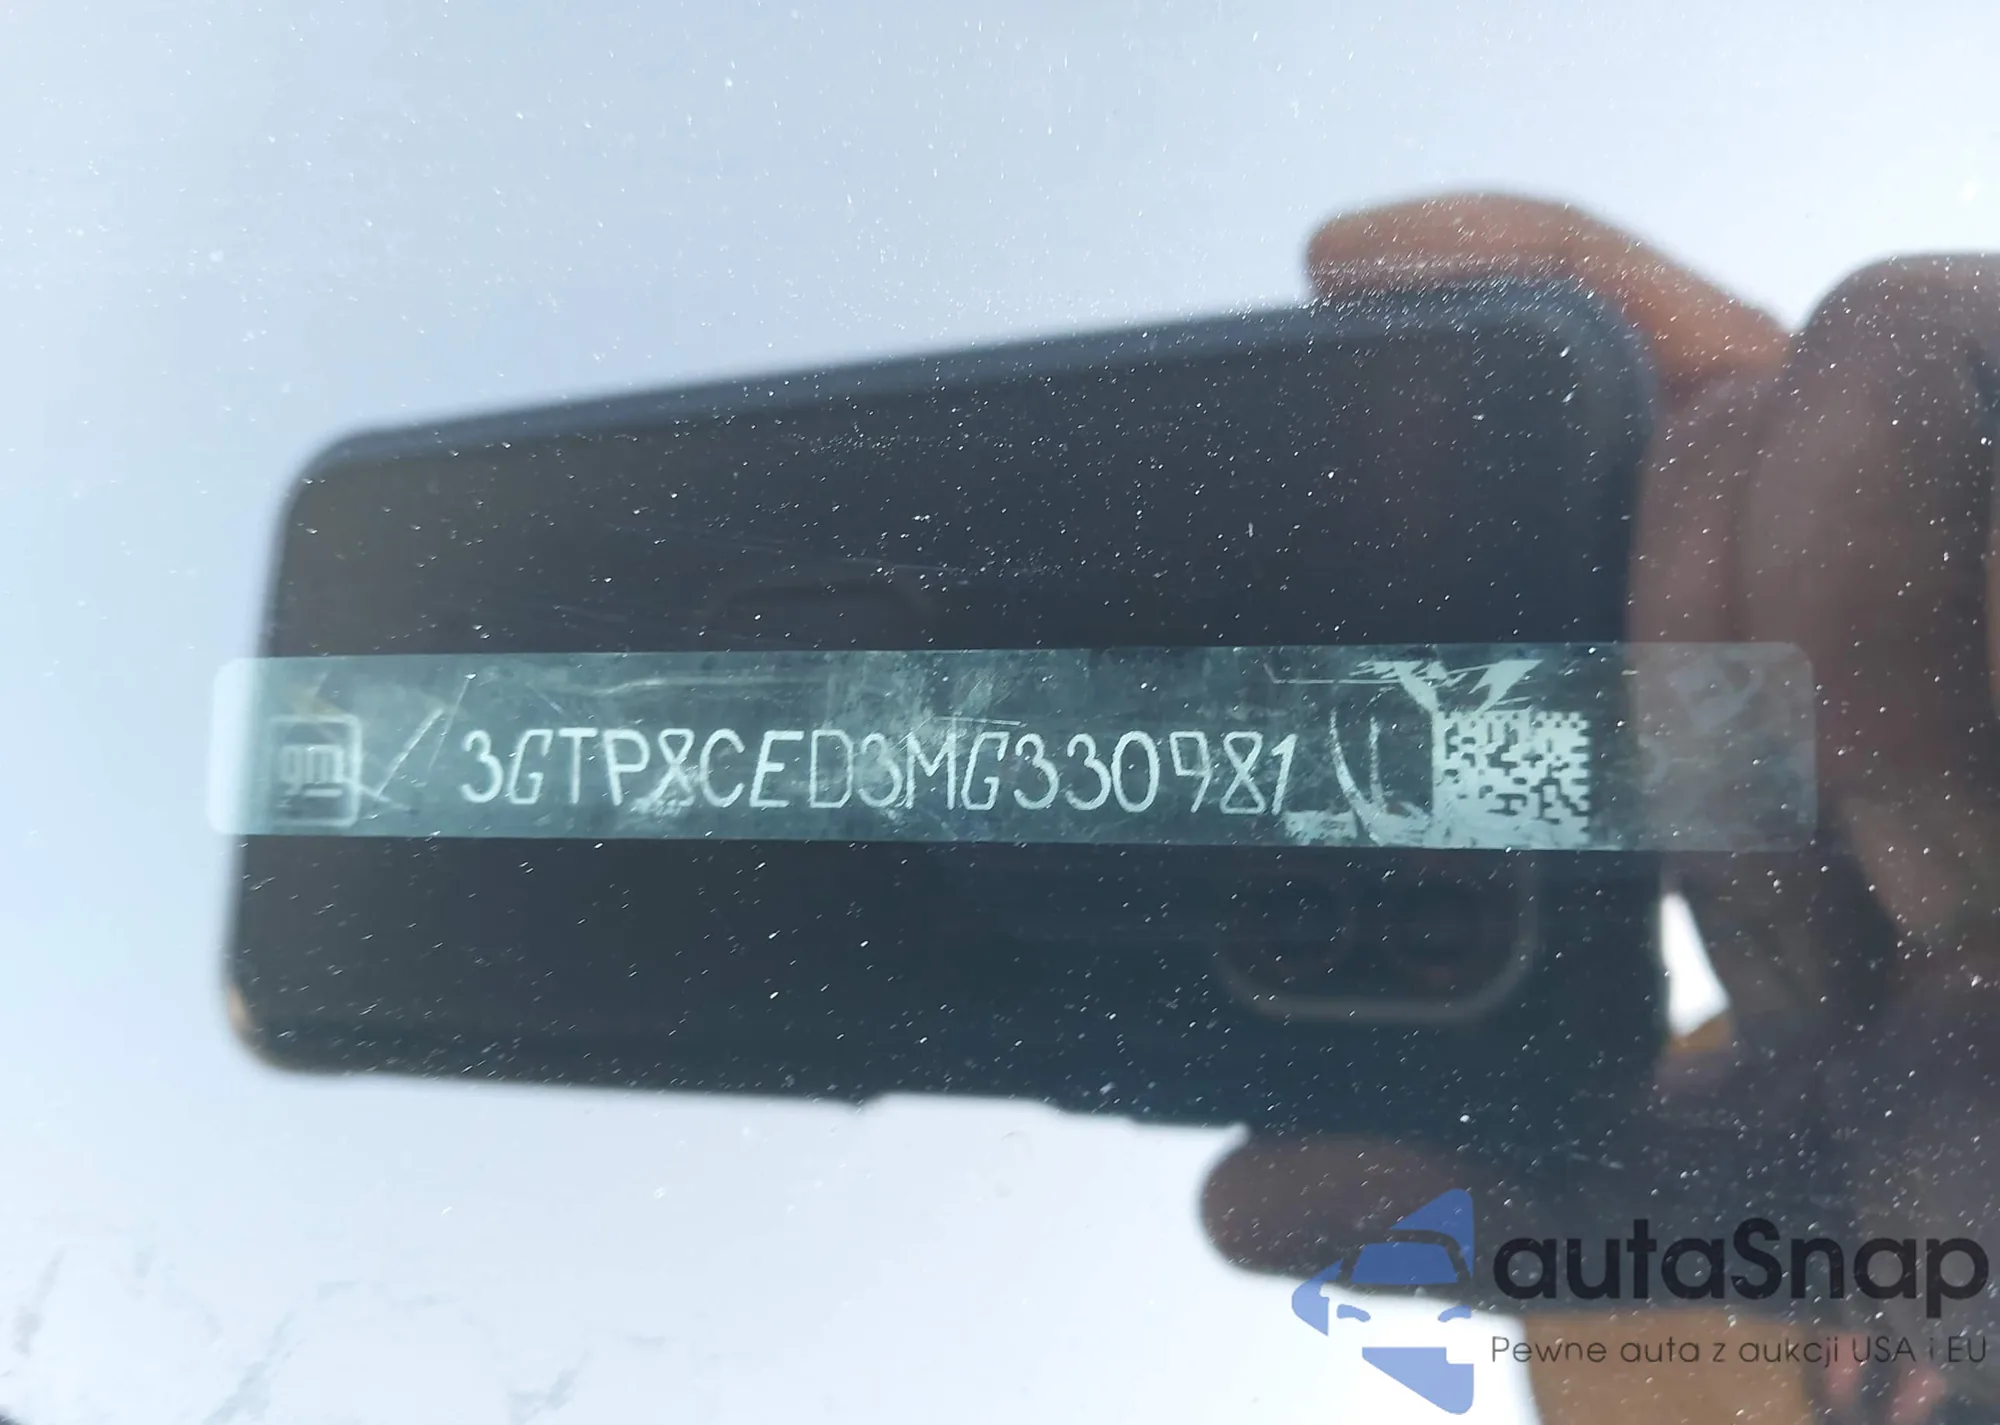 gm 3GTP8CED3MG330981
autaSnap
Pewne auta z aukcji USA i EU